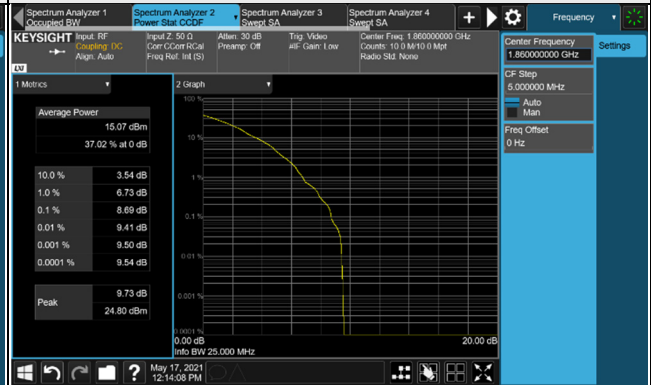 Spectrum Analyzer 1
Occupied BW
Spectrum Analyzer 2
Power Stat CCDF
Spectrum Analyzer 3
Swept SA
Spectrum Analyzer 4
Swept SA
Frequency
KEYSIGHT
Input: RF
Coupling: DC
Align: Auto
Input Z: 50 Ω
Corr CCorr RCal
Freq Ref: Int (S)
Atten: 30 dB
Preamp: Off
Trig: Video
#IF Gain: Low
Center Freq: 1.860000000 GHz
Counts: 10.0 M/10.0 Mpt
Radio Std: None
LXI
Center Frequency
1.860000000 GHz
Settings
CF Step
5.000000 MHz
Auto
Man
Freq Offset
0 Hz
1 Metrics
2 Graph
Average Power
15.07 dBm
37.02 % at 0 dB
10.0 % 3.54 dB
1.0 % 6.73 dB
0.1 % 8.69 dB
0.01 % 9.41 dB
0.001 % 9.50 dB
0.0001 % 9.54 dB
Peak 9.73 dB
24.80 dBm
100 %
10 %
1 %
0.1 %
0.01 %
0.001 %
0.0001 %
0.00 dB
20.00 dB
Info BW 25.000 MHz
?
May 17, 2021
12:14:08 PM